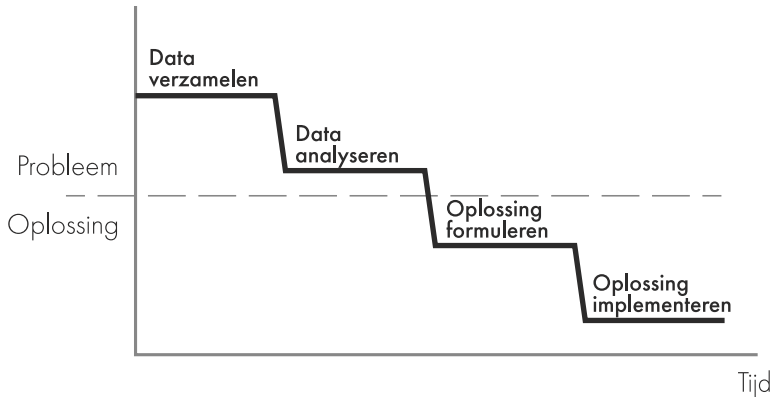 Data
verzamelen
Data
analyseren
Probleem
Oplossing
Oplossing
formuleren
Oplossing
implementeren
Tijd